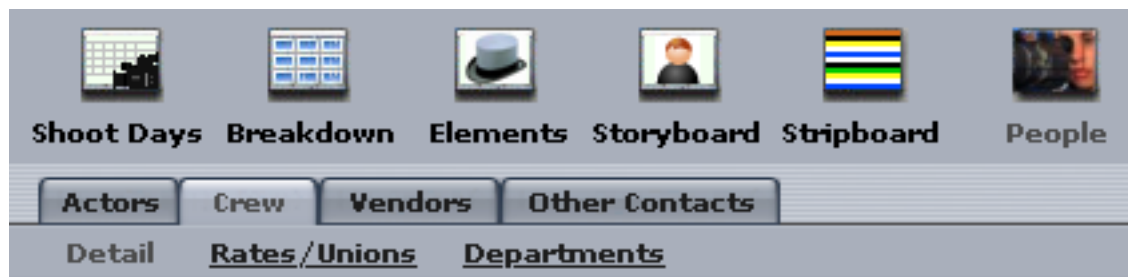 Shoot Days Breakdown Elements Storyboard Stripboard People
Actors Crew Vendors Other Contacts
Detail Rates/Unions Departments